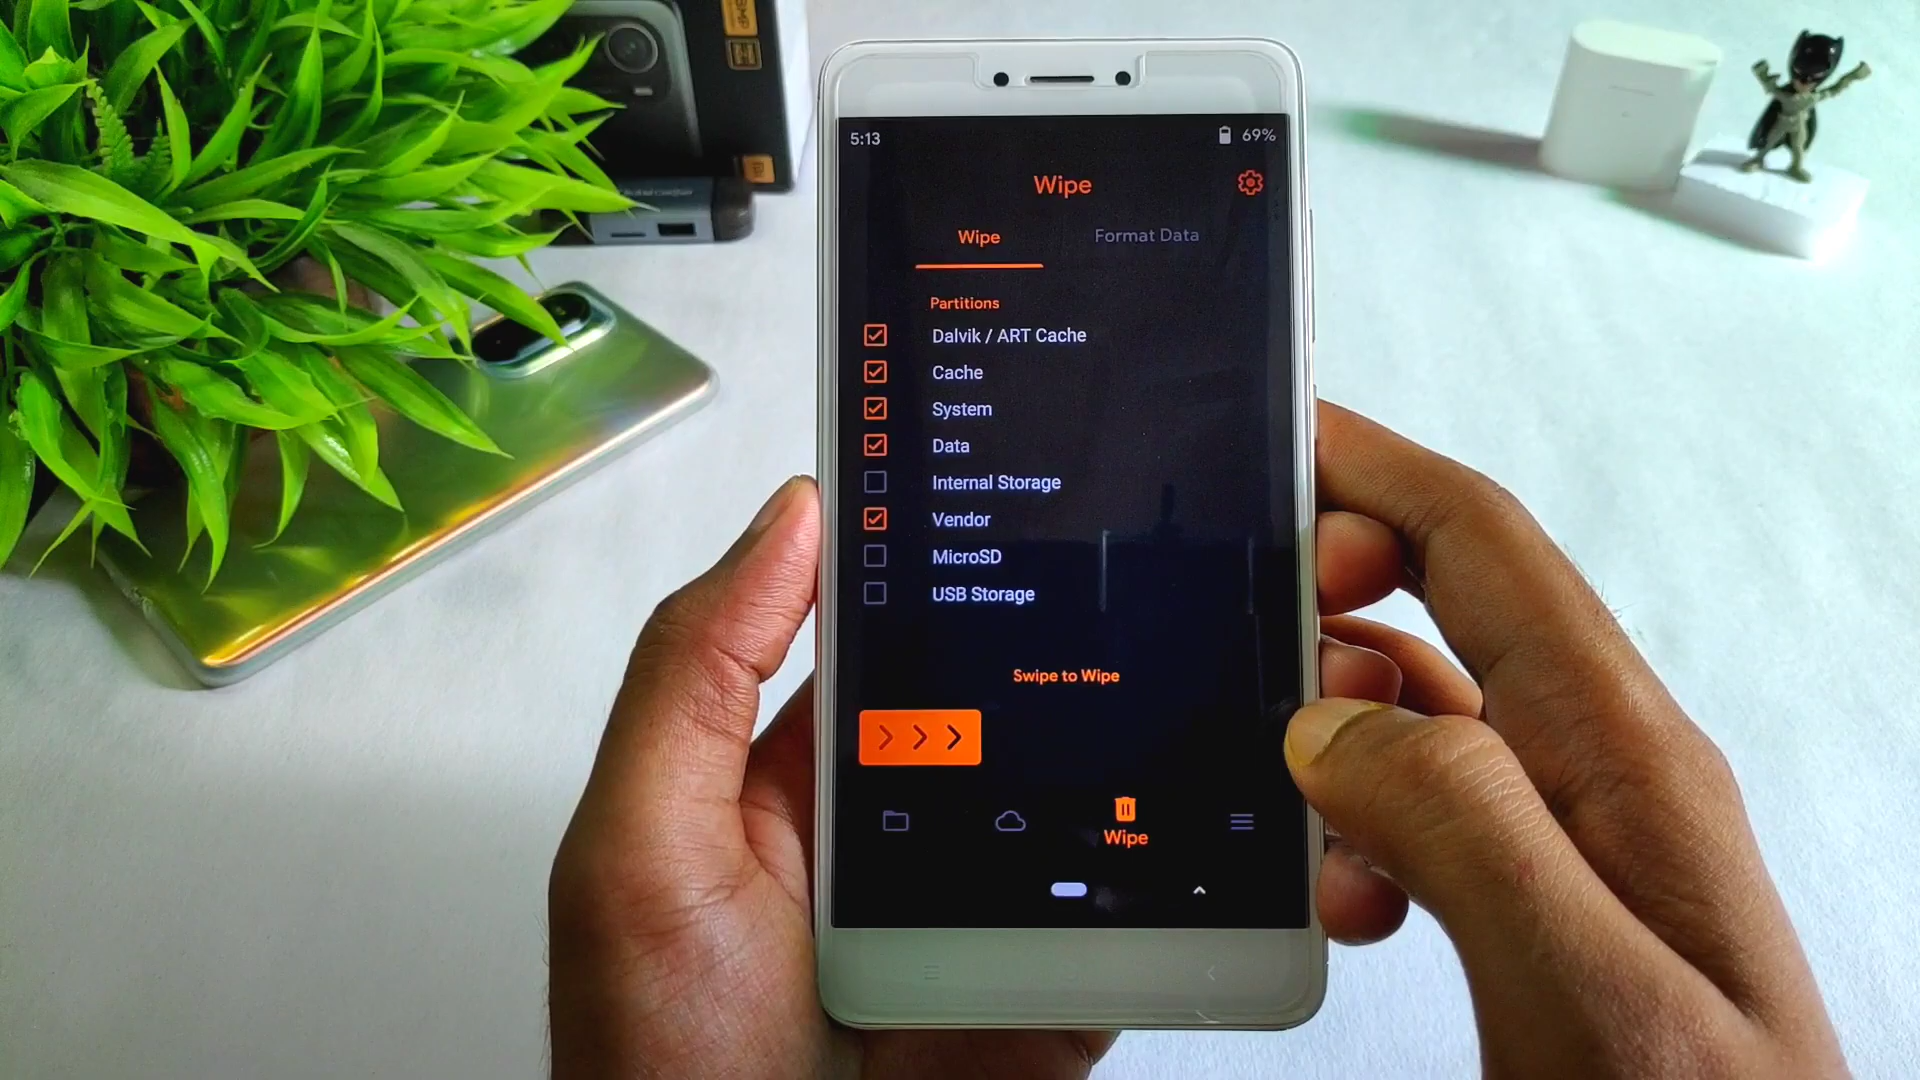 5:13
69%
Wipe
Wipe
Format Data
Partitions
Dalvik / ART Cache
Cache
System
Data
Internal Storage
Vendor
MicroSD
USB Storage
Swipe to Wipe
Wipe